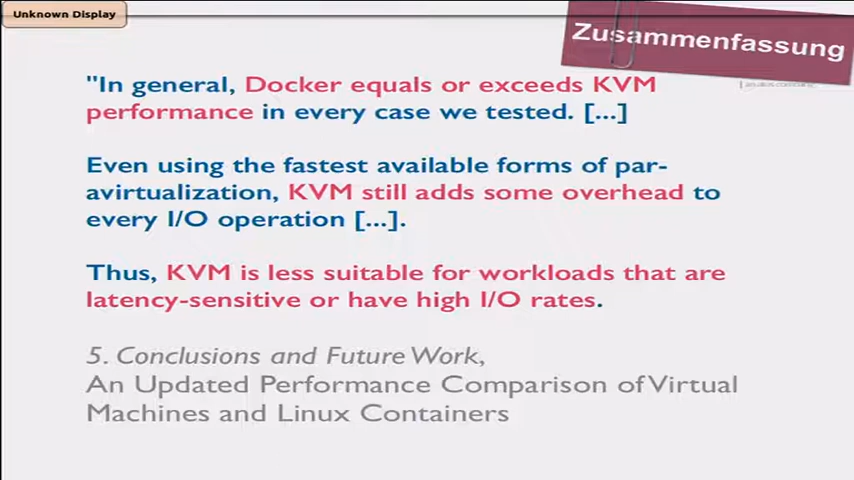 Unknown Display
Zusammenfassung
"In general, Docker equals or exceeds KVM
performance in every case we tested. [...]
Even using the fastest available forms of par-
avirtualization, KVM still adds some overhead to
every I/O operation [...].
Thus, KVM is less suitable for workloads that are
latency-sensitive or have high I/O rates.
5. Conclusions and Future Work,
An Updated Performance Comparison of Virtual
Machines and Linux Containers